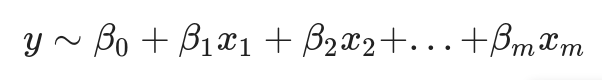 y ∼ β₀ + β₁x₁ + β₂x₂+…+βₘxₘ